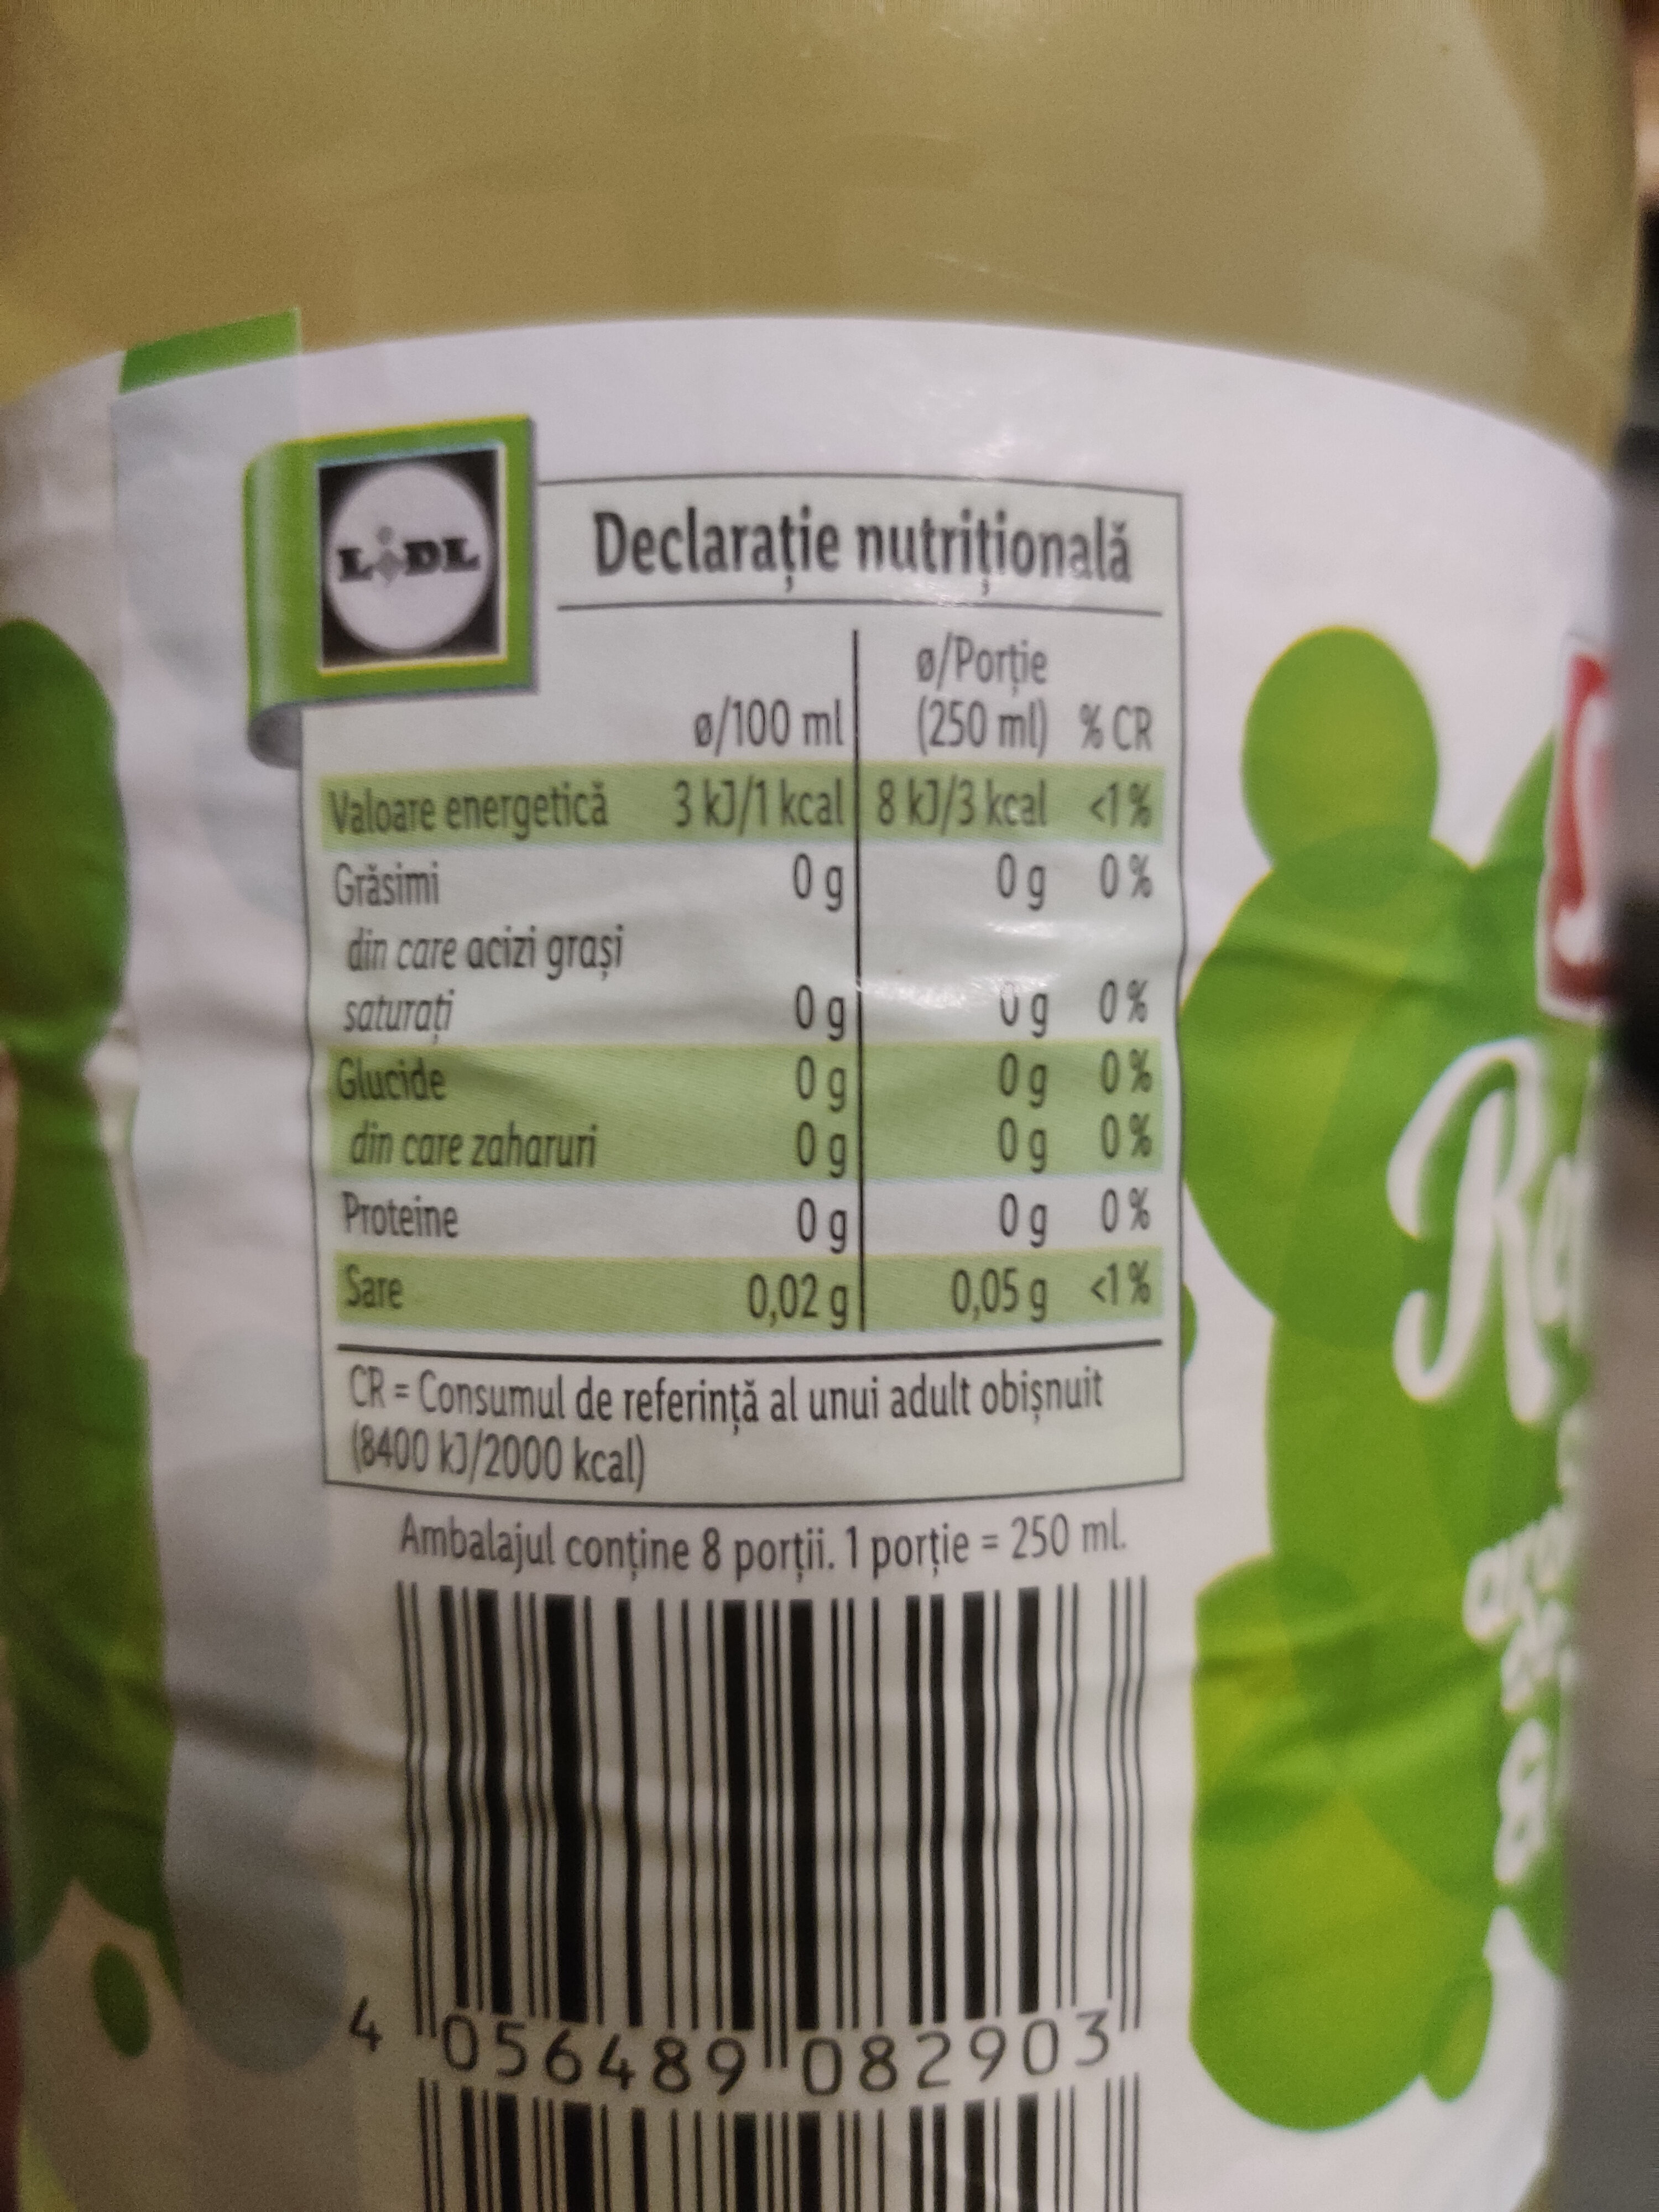 LIDL
Declarație nutrițională
ø/Porție
ø/100 ml (250 ml) % CR
Valoare energetică 3 kJ/1 kcal 8 kJ/3 kcal <1 %
Grăsimi 0 g 0 g 0 %
din care acizi grași
saturați 0 g 0 g 0 %
Glucide 0 g 0 g 0 %
din care zaharuri 0 g 0 g 0 %
Proteine 0 g 0 g 0 %
Sare 0,02 g 0,05 g <1 %
CR = Consumul de referință al unui adult obișnuit
(8400 kJ/2000 kcal)
Ambalajul conține 8 porții. 1 porție = 250 ml.
4 056489 082903